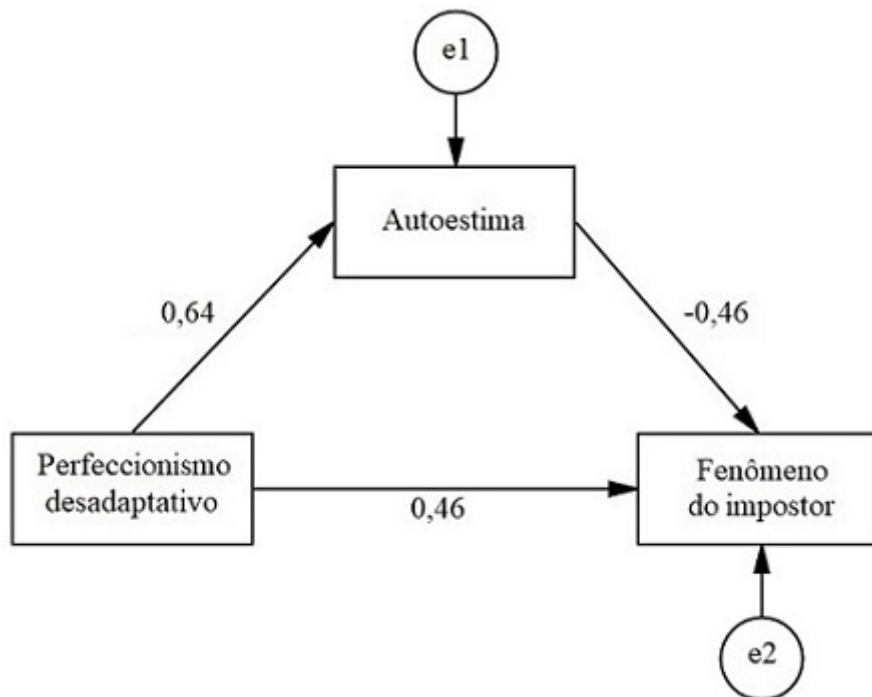 e1
Autoestima
0,64
-0,46
Perfeccionismo
desadaptativo
0,46
Fenômeno
do impostor
e2